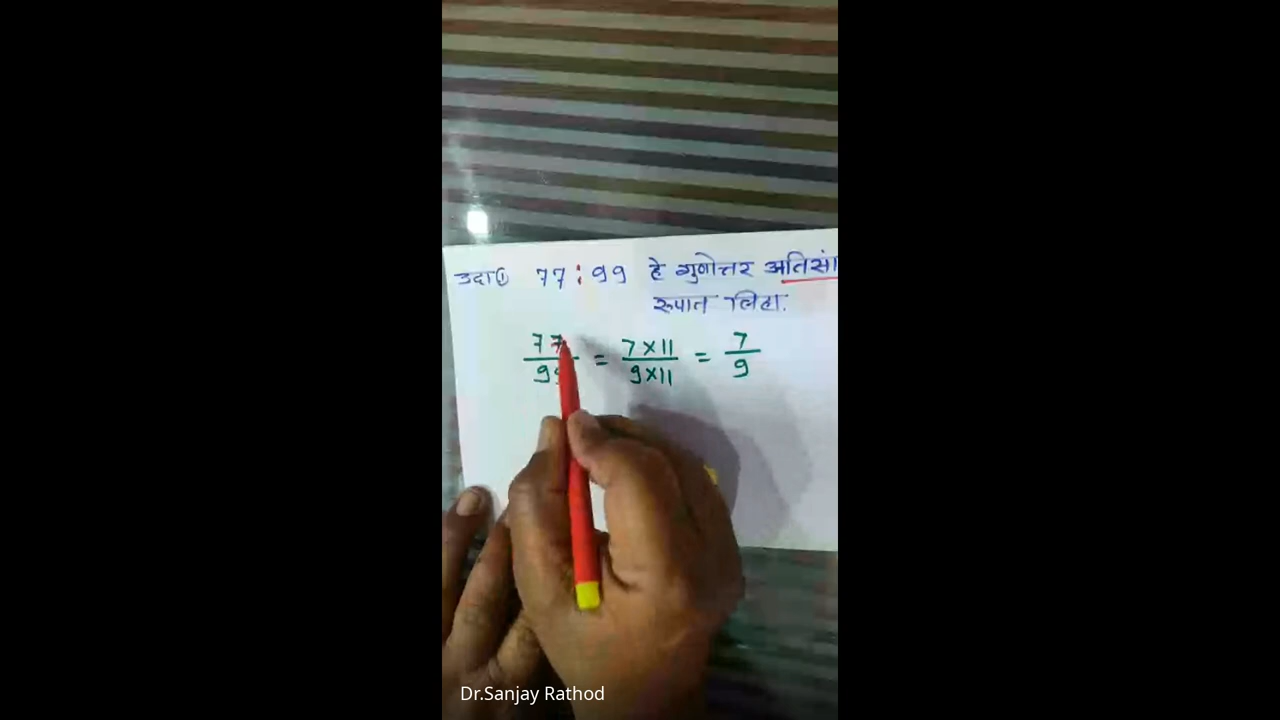 उदा① 77 : 99 हे गुणोत्तर अतिसं
रूपात लिहा.
77 = 7×11 = 7
99 9×11 9
Dr.Sanjay Rathod